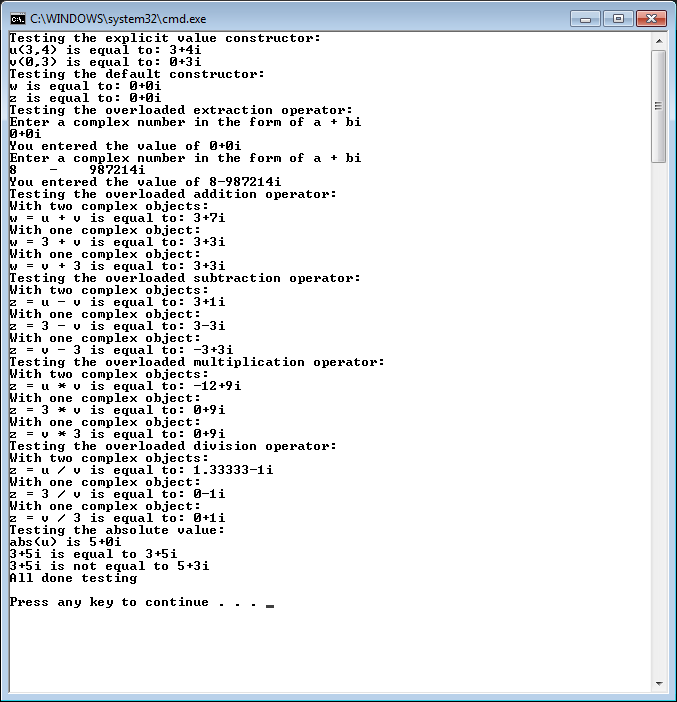 C:\WINDOWS\system32\cmd.exe
Testing the explicit value constructor:
u(3,4) is equal to: 3+4i
v(0,3) is equal to: 0+3i
Testing the default constructor:
w is equal to: 0+0i
z is equal to: 0+0i
Testing the overloaded extraction operator:
Enter a complex number in the form of a + bi
0+0i
You entered the value of 0+0i
Enter a complex number in the form of a + bi
8    -    987214i
You entered the value of 8-987214i
Testing the overloaded addition operator:
With two complex objects:
w = u + v is equal to: 3+7i
With one complex object:
w = 3 + v is equal to: 3+3i
With one complex object:
w = v + 3 is equal to: 3+3i
Testing the overloaded subtraction operator:
With two complex objects:
z = u - v is equal to: 3+1i
With one complex object:
z = 3 - v is equal to: 3-3i
With one complex object:
z = v - 3 is equal to: -3+3i
Testing the overloaded multiplication operator:
With two complex objects:
z = u * v is equal to: -12+9i
With one complex object:
z = 3 * v is equal to: 0+9i
With one complex object:
z = v * 3 is equal to: 0+9i
Testing the overloaded division operator:
With two complex objects:
z = u / v is equal to: 1.33333-1i
With one complex object:
z = 3 / v is equal to: 0-1i
With one complex object:
z = v / 3 is equal to: 0+1i
Testing the absolute value:
abs(u) is 5+0i
3+5i is equal to 3+5i
3+5i is not equal to 5+3i
All done testing
Press any key to continue . . . _